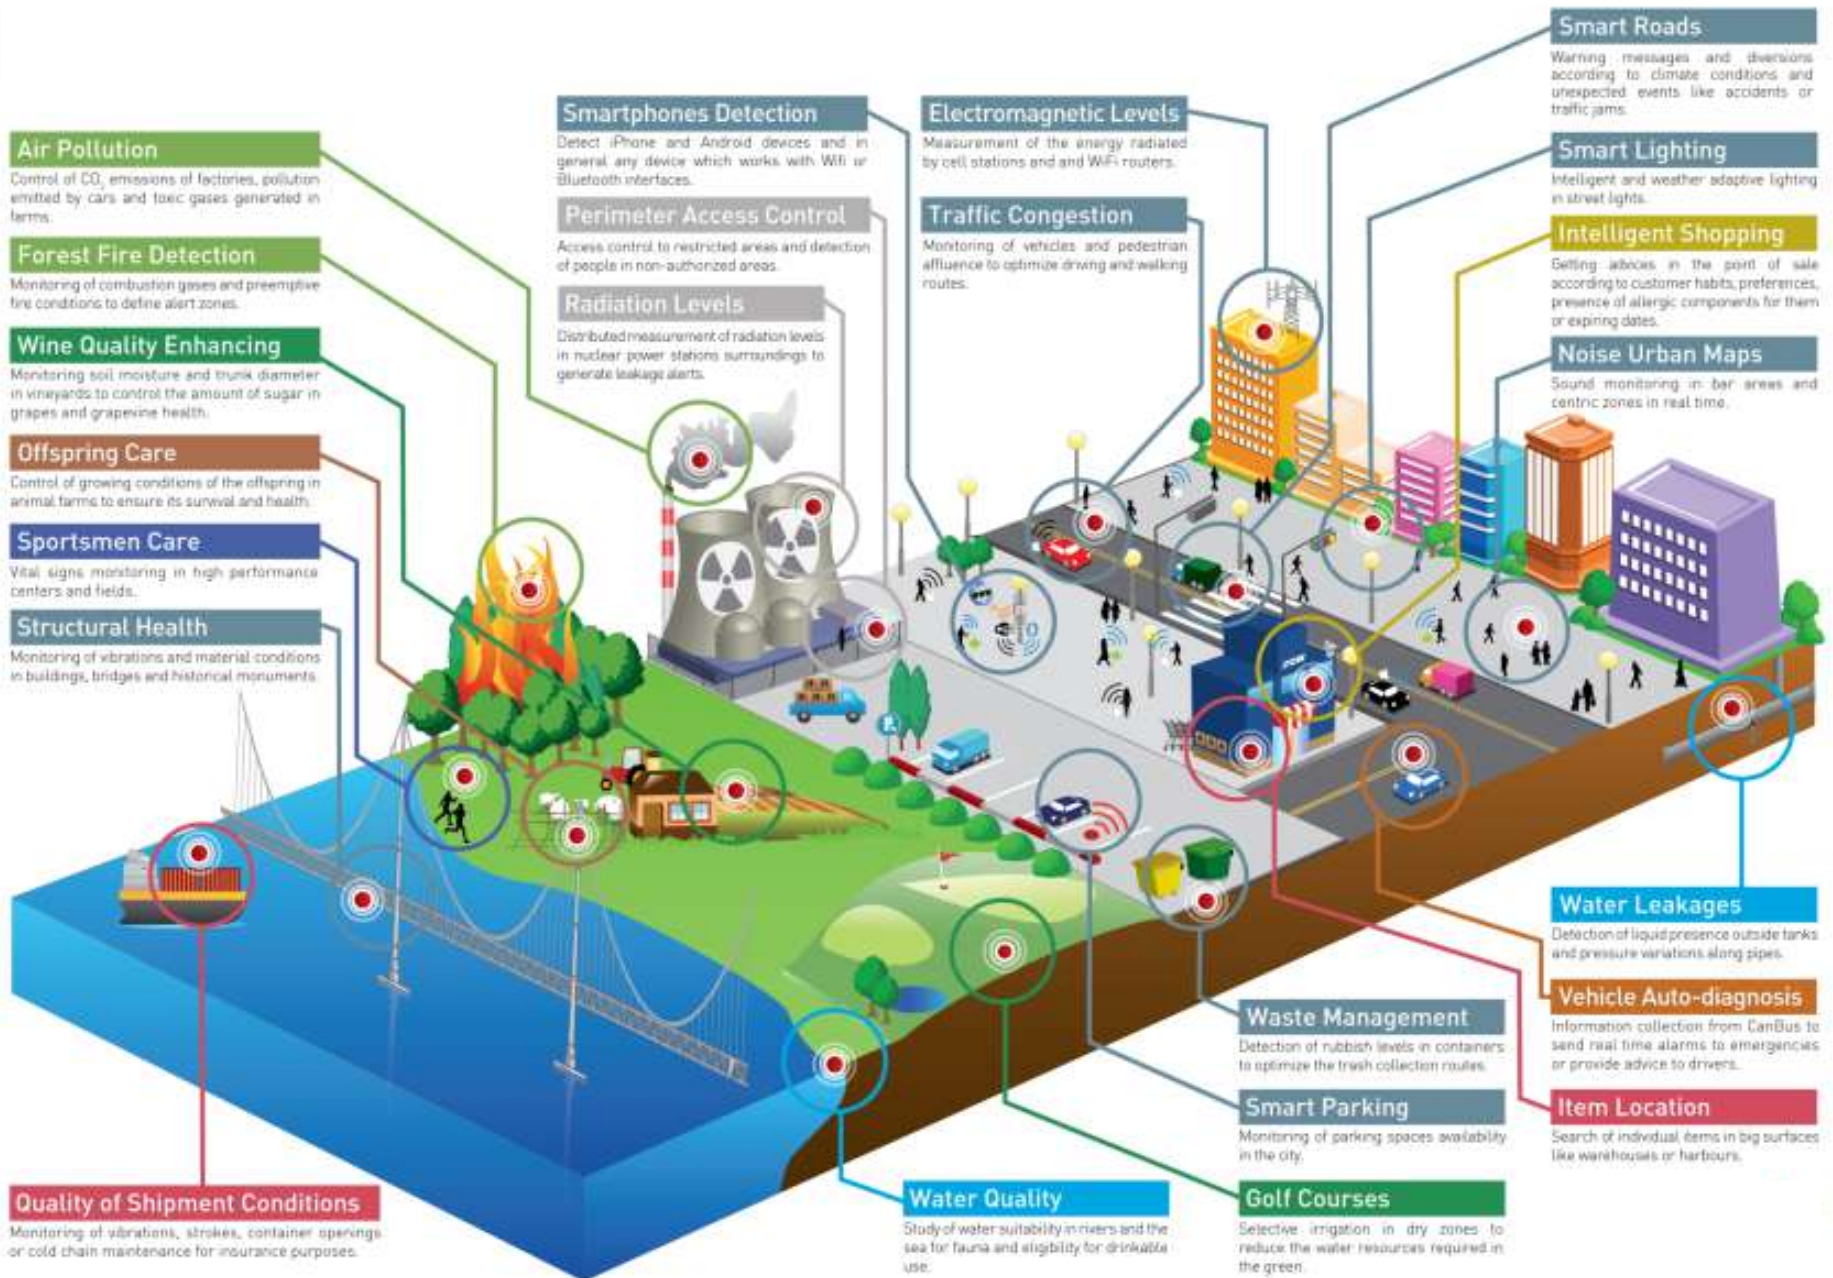 Air Pollution
Control of CO₂ emissions of factories, pollution
emitted by cars and toxic gases generated in
farms.
Forest Fire Detection
Monitoring of combustion gases and preemptive
fire conditions to define alert zones.
Wine Quality Enhancing
Monitoring soil moisture and trunk diameter
in vineyards to control the amount of sugar in
grapes and grapevine health.
Offspring Care
Control of growing conditions of the offspring in
animal farms to ensure its survival and health.
Sportsmen Care
Vital signs monitoring in high performance
centers and fields.
Structural Health
Monitoring of vibrations and material conditions
in buildings, bridges and historical monuments.
Quality of Shipment Conditions
Monitoring of vibrations, strokes, container openings
or cold chain maintenance for insurance purposes.
Smartphones Detection
Detect iPhone and Android devices and in
general any device which works with Wifi or
Bluetooth interfaces.
Perimeter Access Control
Access control to restricted areas and detection
of people in non-authorized areas.
Radiation Levels
Distributed measurement of radiation levels
in nuclear power stations surroundings to
generate leakage alerts.
Electromagnetic Levels
Measurement of the energy radiated
by cell stations and and WiFi routers.
Traffic Congestion
Monitoring of vehicles and pedestrian
affluence to optimize driving and walking
routes.
Smart Roads
Warning messages and diversions
according to climate conditions and
unexpected events like accidents or
traffic jams.
Smart Lighting
Intelligent and weather adaptive lighting
in street lights.
Intelligent Shopping
Getting advices in the point of sale
according to customer habits, preferences,
presence of allergic components for them
or expiring dates.
Noise Urban Maps
Sound monitoring in bar areas and
centric zones in real time.
Water Leakages
Detection of liquid presence outside tanks
and pressure variations along pipes.
Vehicle Auto-diagnosis
Information collection from CanBus to
send real time alarms to emergencies
or provide advice to drivers.
Item Location
Search of individual items in big surfaces
like warehouses or harbours.
Waste Management
Detection of rubbish levels in containers
to optimize the trash collection routes.
Smart Parking
Monitoring of parking spaces availability
in the city.
Golf Courses
Selective irrigation in dry zones to
reduce the water resources required in
the green.
Water Quality
Study of water suitability in rivers and the
sea for fauna and eligibility for drinkable
use.
P